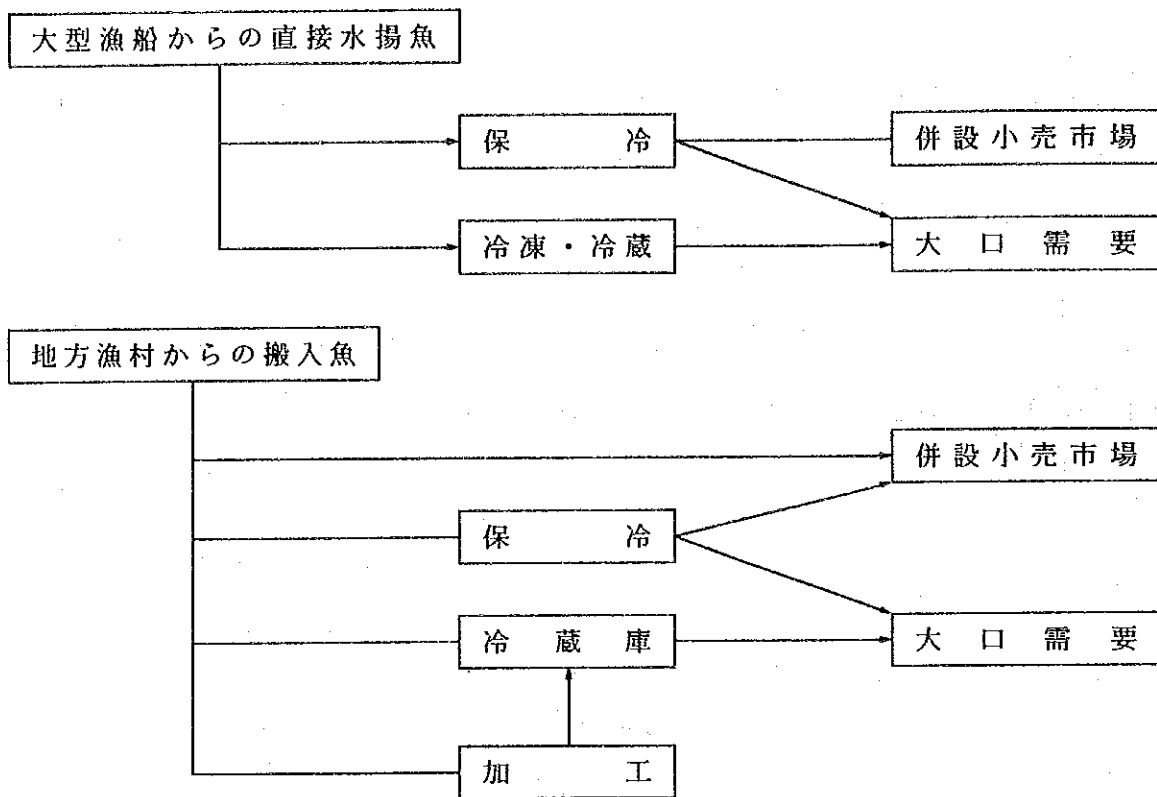 大型漁船からの直接水揚魚
保冷
併設小売市場
冷凍・冷蔵
大口需要
地方漁村からの搬入魚
併設小売市場
保冷
冷蔵庫
大口需要
加工